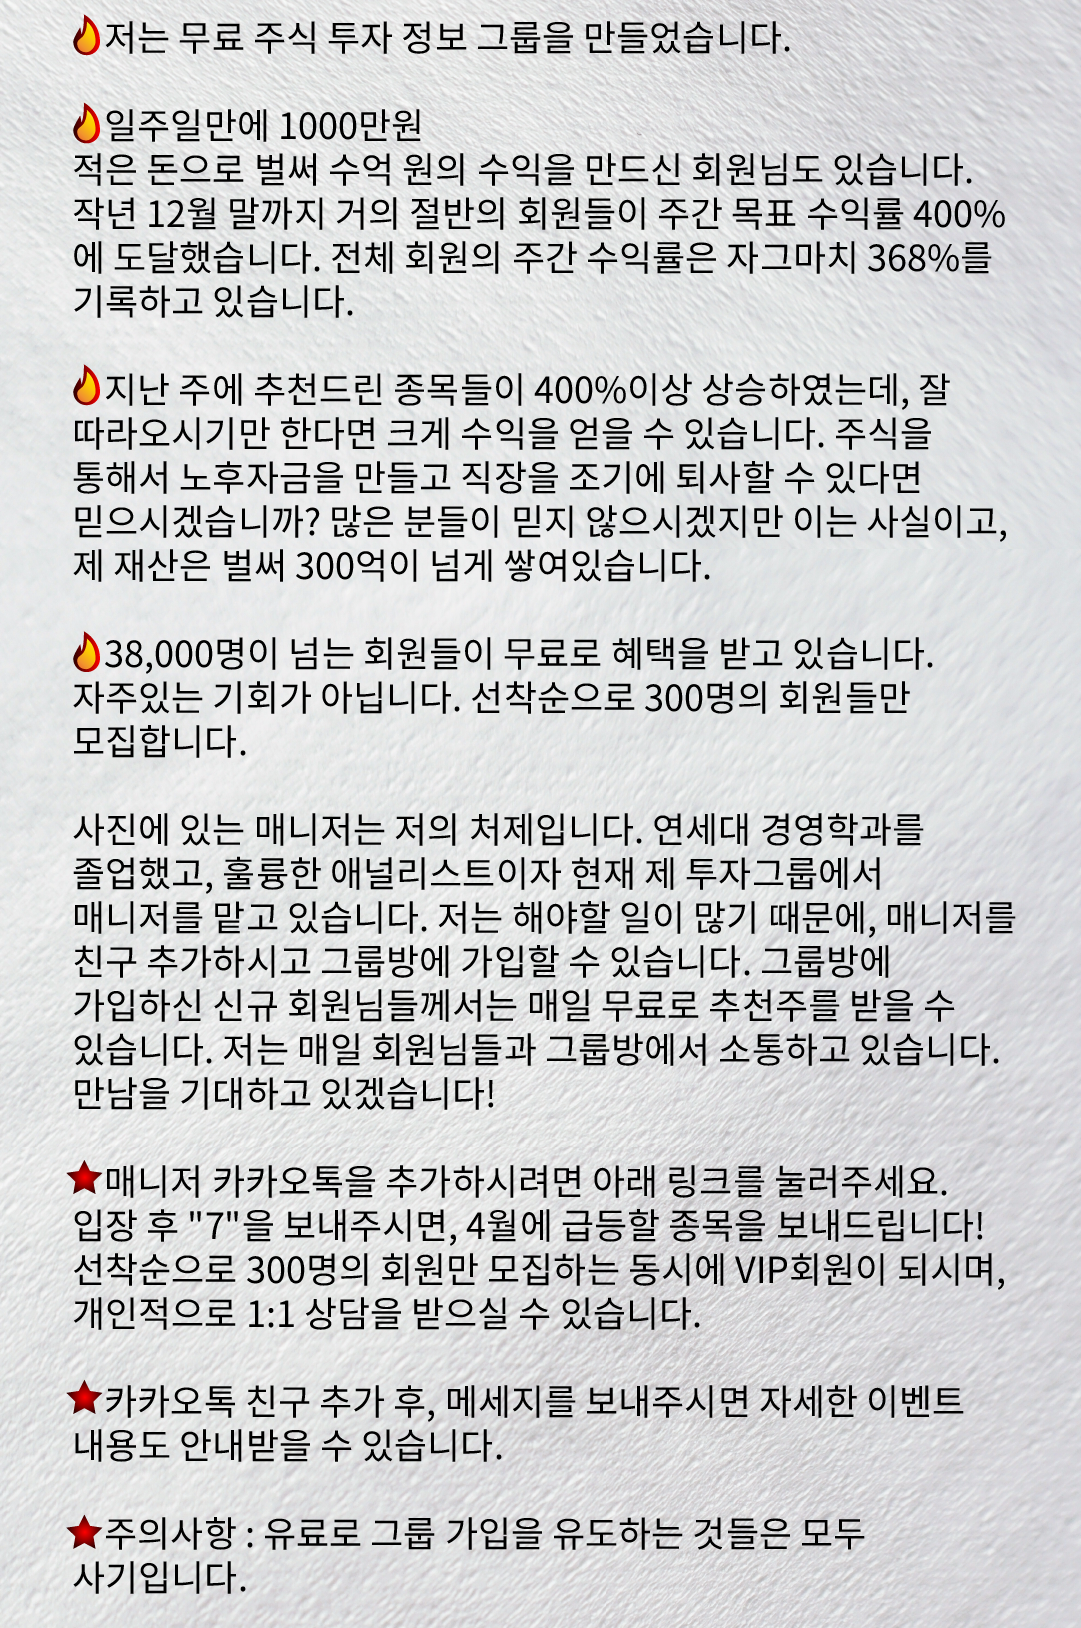 🔥저는 무료 주식 투자 정보 그룹을 만들었습니다.
🔥일주일만에 1000만원
적은 돈으로 벌써 수억 원의 수익을 만드신 회원님도 있습니다.
작년 12월 말까지 거의 절반의 회원들이 주간 목표 수익률 400%
에 도달했습니다. 전체 회원의 주간 수익률은 자그마치 368%를
기록하고 있습니다.
🔥지난 주에 추천드린 종목들이 400%이상 상승하였는데, 잘
따라오시기만 한다면 크게 수익을 얻을 수 있습니다. 주식을
통해서 노후자금을 만들고 직장을 조기에 퇴사할 수 있다면
믿으시겠습니까? 많은 분들이 믿지 않으시겠지만 이는 사실이고,
제 재산은 벌써 300억이 넘게 쌓여있습니다.
🔥38,000명이 넘는 회원들이 무료로 혜택을 받고 있습니다.
자주있는 기회가 아닙니다. 선착순으로 300명의 회원들만
모집합니다.
사진에 있는 매니저는 저의 처제입니다. 연세대 경영학과를
졸업했고, 훌륭한 애널리스트이자 현재 제 투자그룹에서
매니저를 맡고 있습니다. 저는 해야할 일이 많기 때문에, 매니저를
친구 추가하시고 그룹방에 가입할 수 있습니다. 그룹방에
가입하신 신규 회원님들께서는 매일 무료로 추천주를 받을 수
있습니다. 저는 매일 회원님들과 그룹방에서 소통하고 있습니다.
만남을 기대하고 있겠습니다!
★매니저 카카오톡을 추가하시려면 아래 링크를 눌러주세요.
입장 후 "7"을 보내주시면, 4월에 급등할 종목을 보내드립니다!
선착순으로 300명의 회원만 모집하는 동시에 VIP회원이 되시며,
개인적으로 1:1 상담을 받으실 수 있습니다.
★카카오톡 친구 추가 후, 메세지를 보내주시면 자세한 이벤트
내용도 안내받을 수 있습니다.
★주의사항 : 유료로 그룹 가입을 유도하는 것들은 모두
사기입니다.